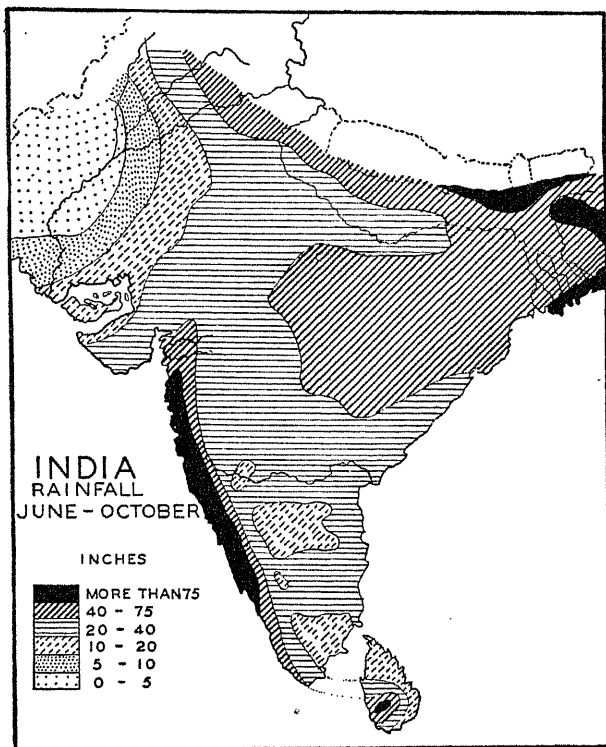 INDIA
RAINFALL
JUNE - OCTOBER
INCHES
MORE THAN 75
40 - 75
20 - 40
10 - 20
5 - 10
0 - 5